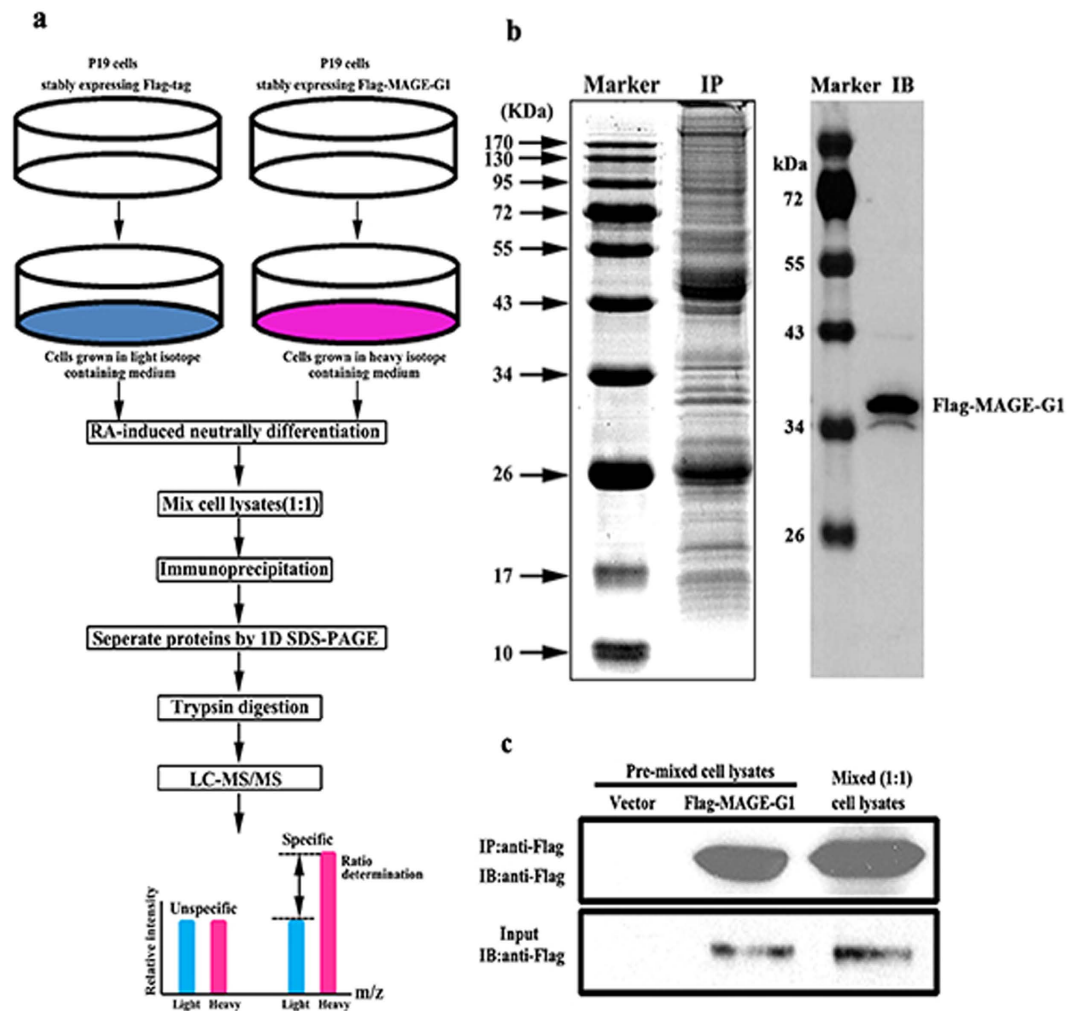 a
P19 cells
stably expressing Flag-tag
P19 cells
stably expressing Flag-MAGE-G1
Cells grown in light isotope
containing medium
Cells grown in heavy isotope
containing medium
RA-induced neutrally differentiation
Mix cell lysates(1:1)
Immunoprecipitation
Seperate proteins by 1D SDS-PAGE
Trypsin digestion
LC-MS/MS
Relative intensity
Unspecific
Specific
Ratio
determination
Light
Heavy
Light
Heavy
m/z
b
Marker IP
(KDa)
170
130
95
72
55
43
34
26
17
10
Marker IB
kDa
72
55
43
34
26
Flag-MAGE-G1
c
Pre-mixed cell lysates
Vector Flag-MAGE-G1
Mixed (1:1)
cell lysates
IP:anti-Flag
IB:anti-Flag
Input
IB:anti-Flag